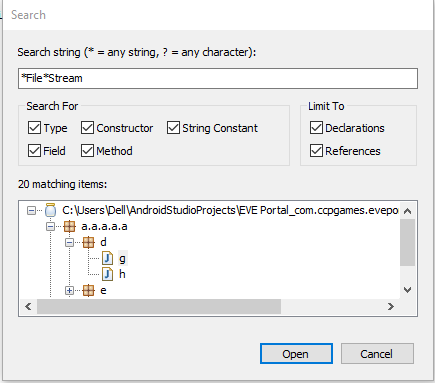 Search
Search string (* = any string, ? = any character):
*File*Stream
Search For
Limit To
Type
Constructor
String Constant
Declarations
Field
Method
References
20 matching items:
C:\Users\Dell\AndroidStudioProjects\EVE Portal_com.ccpgames.evepo
a.a.a.a.a
d
g
h
e
Open
Cancel